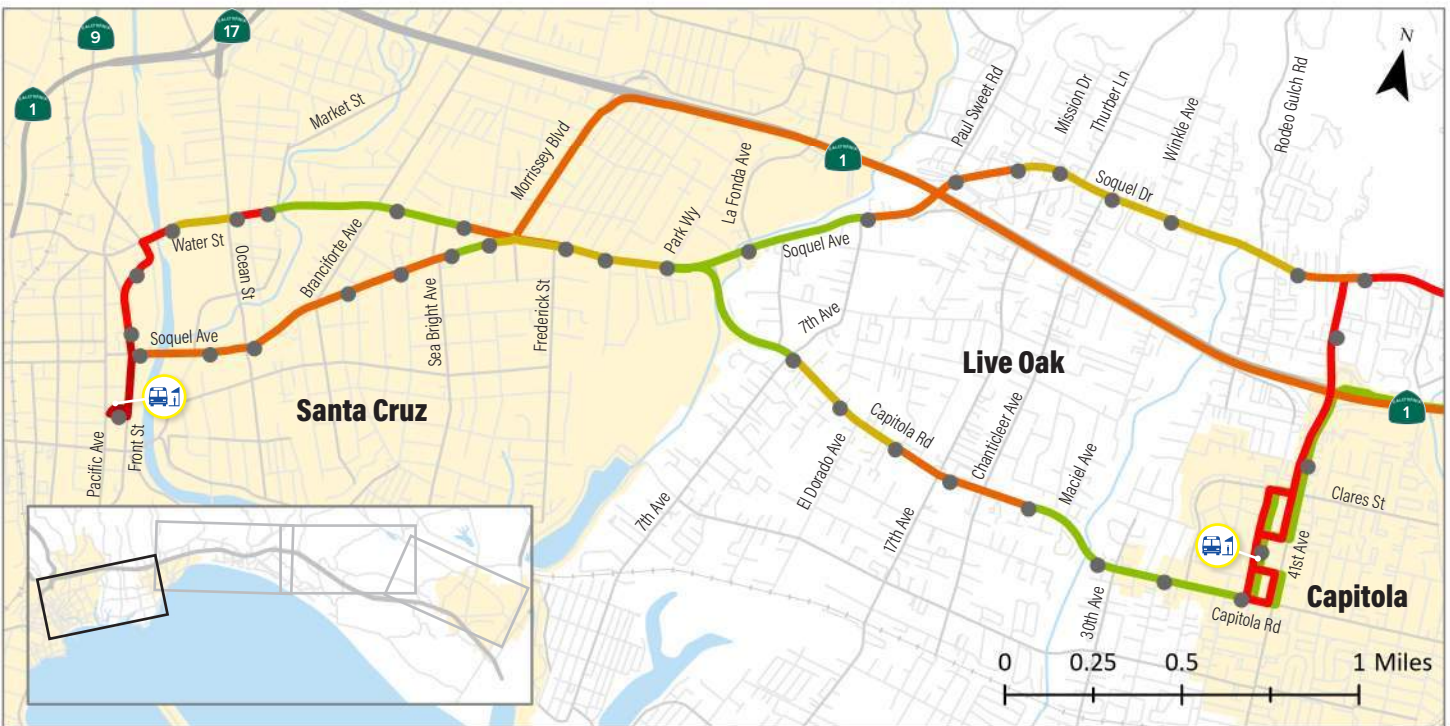 9
17
1
N
Market St
Morrissey Blvd
La Fonda Ave
CALIFORNIA
1
Paul Sweet Rd
Mission Dr
Thurber Ln
Winkle Ave
Rodeo Gulch Rd
Soquel Dr
Water St
Ocean St
Branciforte Ave
Park Wy
Soquel Ave
Soquel Ave
Sea Bright Ave
Frederick St
7th Ave
Live Oak
1
Santa Cruz
Pacific Ave
Front St
Capitola Rd
El Dorado Ave
Chanticleer Ave
Maciel Ave
7th Ave
17th Ave
Clares St
41st Ave
30th Ave
Capitola
Capitola Rd
0 0.25 0.5 1 Miles